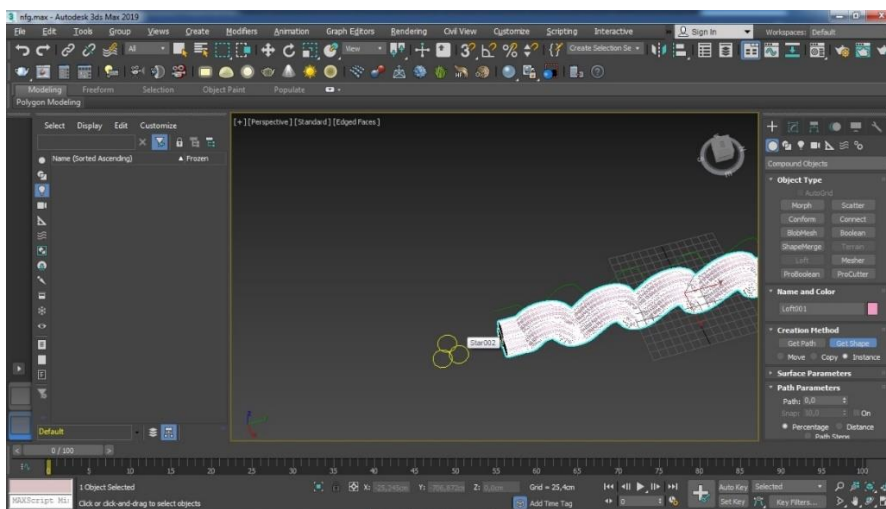 nfg.max - Autodesk 3ds Max 2019
File Edit Tools Group Views Create Modifiers Animation Graph Editors Rendering Civil View Customize Scripting Interactive Sign In Workspaces: Default
All View Create Selection Se
Modeling Freeform Selection Object Paint Populate
Polygon Modeling
Select Display Edit Customize
Name (Sorted Ascending) ▲ Frozen
[+] [Perspective ] [Standard ] [Edged Faces ]
Star002
Compound Objects
Object Type
AutoGrid
Morph Scatter
Conform Connect
BlobMesh Boolean
ShapeMerge Terrain
Loft Mesher
ProBoolean ProCutter
Name and Color
Loft001
Creation Method
Get Path Get Shape
Move Copy Instance
Surface Parameters
Path Parameters
Path: 0,0
Snap: 10,0 On
Percentage Distance
Path Steps
Default
0 / 100
5 10 15 20 25 30 35 40 45 50 55 60 65 70 75 80 85 90 95 100
1 Object Selected X: Y: Z: Grid = 25,4cm Auto Key Selected
MAXScript Mi Click or click-and-drag to select objects Add Time Tag 0 Set Key Key Filters...